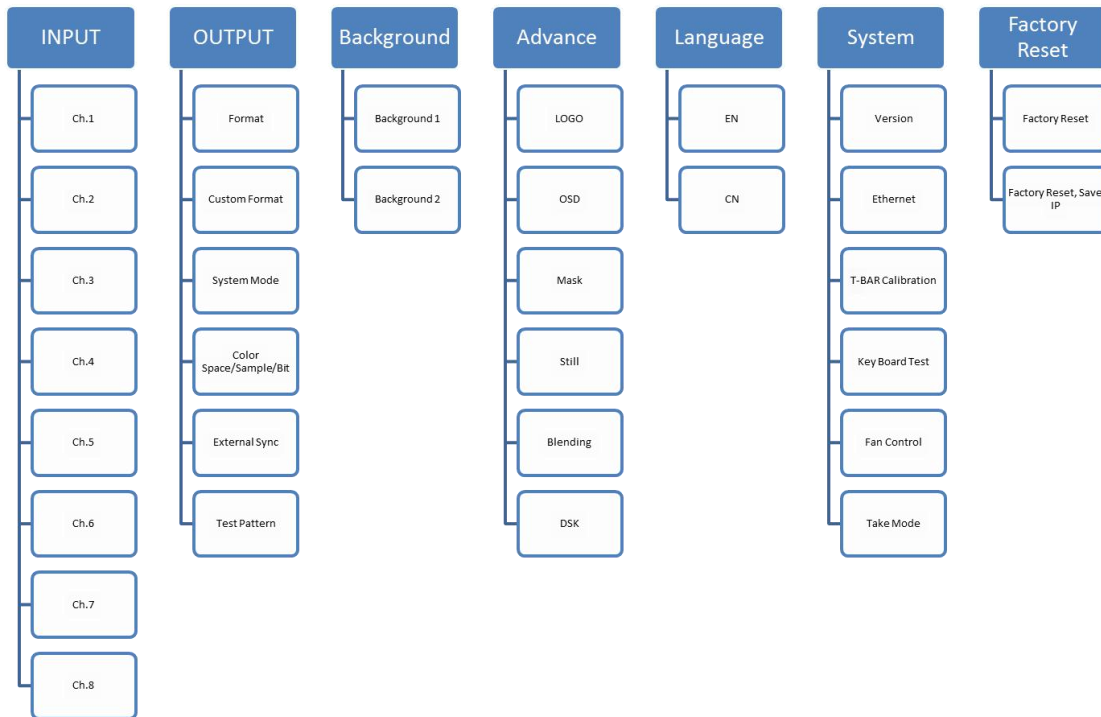 INPUT
Ch.1
Ch.2
Ch.3
Ch.4
Ch.5
Ch.6
Ch.7
Ch.8
OUTPUT
Format
Custom Format
System Mode
Color
Space/Sample/Bit
External Sync
Test Pattern
Background
Background 1
Background 2
Advance
LOGO
OSD
Mask
Still
Blending
DSK
Language
EN
CN
System
Version
Ethernet
T-BAR Calibration
Key Board Test
Fan Control
Take Mode
Factory
Reset
Factory Reset
Factory Reset, Save
IP